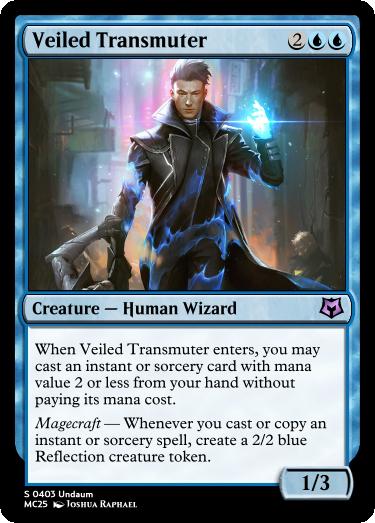 Veiled Transmuter 2
Creature — Human Wizard
When Veiled Transmuter enters, you may
cast an instant or sorcery card with mana
value 2 or less from your hand without
paying its mana cost.
Magecraft — Whenever you cast or copy an
instant or sorcery spell, create a 2/2 blue
Reflection creature token.
1/3
S 0403 Undaum
MC25 Joshua Raphael